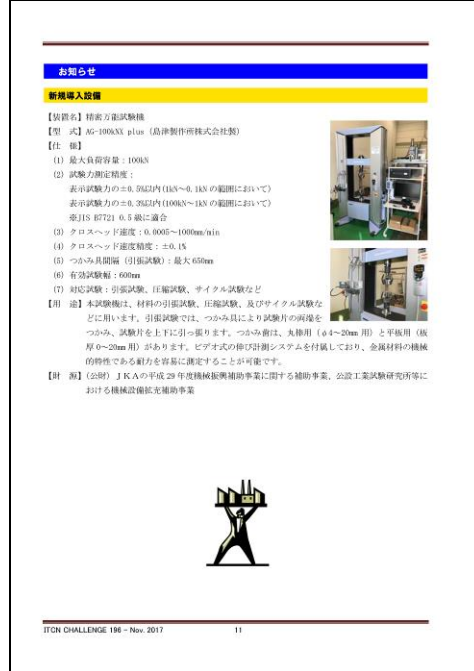 お知らせ
新規導入設備
【装置名】精密万能試験機
【型　式】AG-100kNX plus（島津製作所株式会社製）
【仕　様】
(1) 最大負荷容量：100kN
(2) 試験力測定精度：
表示試験力の±0.5%以内(1kN～0.1kN の範囲において)
表示試験力の±0.3%以内(100kN～1kN の範囲において)
※JIS B7721 0.5 級に適合
(3) クロスヘッド速度：0.0005～1000mm/min
(4) クロスヘッド速度精度：±0.1%
(5) つかみ具間隔（引張試験）：最大 650mm
(6) 有効試験幅：600mm
(7) 対応試験：引張試験、圧縮試験、サイクル試験など
【用　途】本試験機は、材料の引張試験、圧縮試験、及びサイクル試験な
どに用います。引張試験では、つかみ具により試験片の両端を
つかみ、試験片を上下に引っ張ります。つかみ歯は、丸棒用（φ4～20mm 用）と平板用（板
厚 0～20mm 用）があります。ビデオ式の伸び計測システムを付属しており、金属材料の機械
的特性である耐力を容易に測定することが可能です。
【財　源】(公財) ＪＫＡの平成 29 年度機械振興補助事業に関する補助事業、公設工業試験研究所等に
おける機械設備拡充補助事業
ITCN CHALLENGE 196 – Nov. 2017 11